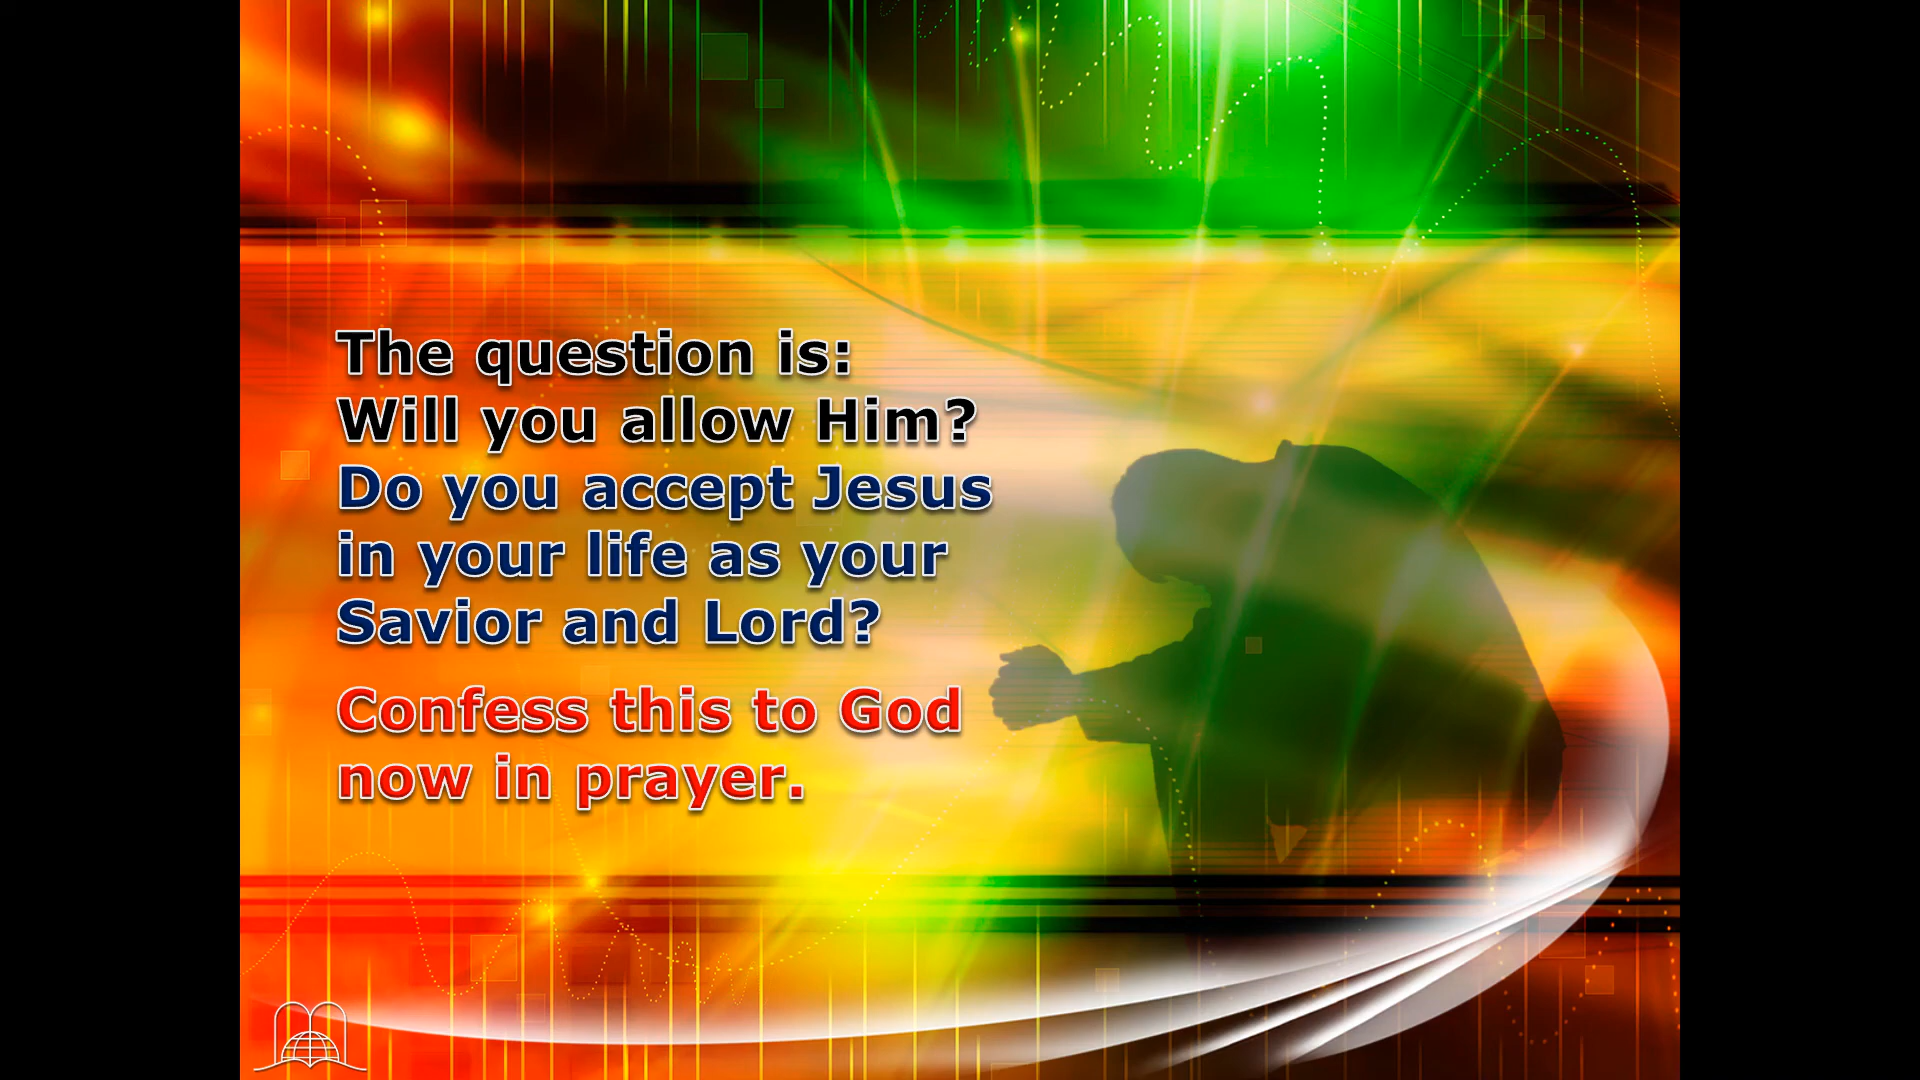 The question is:
Will you allow Him?
Do you accept Jesus
in your life as your
Savior and Lord?
Confess this to God
now in prayer.